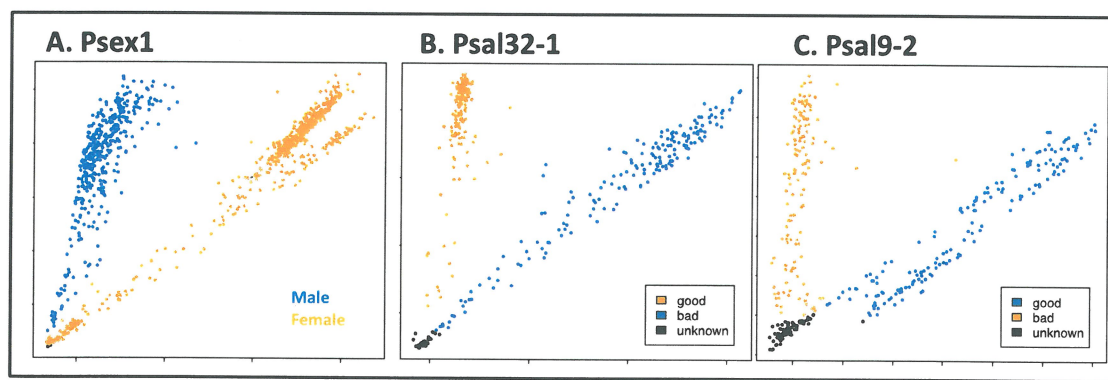 A. Psex1
B. Psal32-1
C. Psal9-2
Male
Female
good
bad
unknown
good
bad
unknown